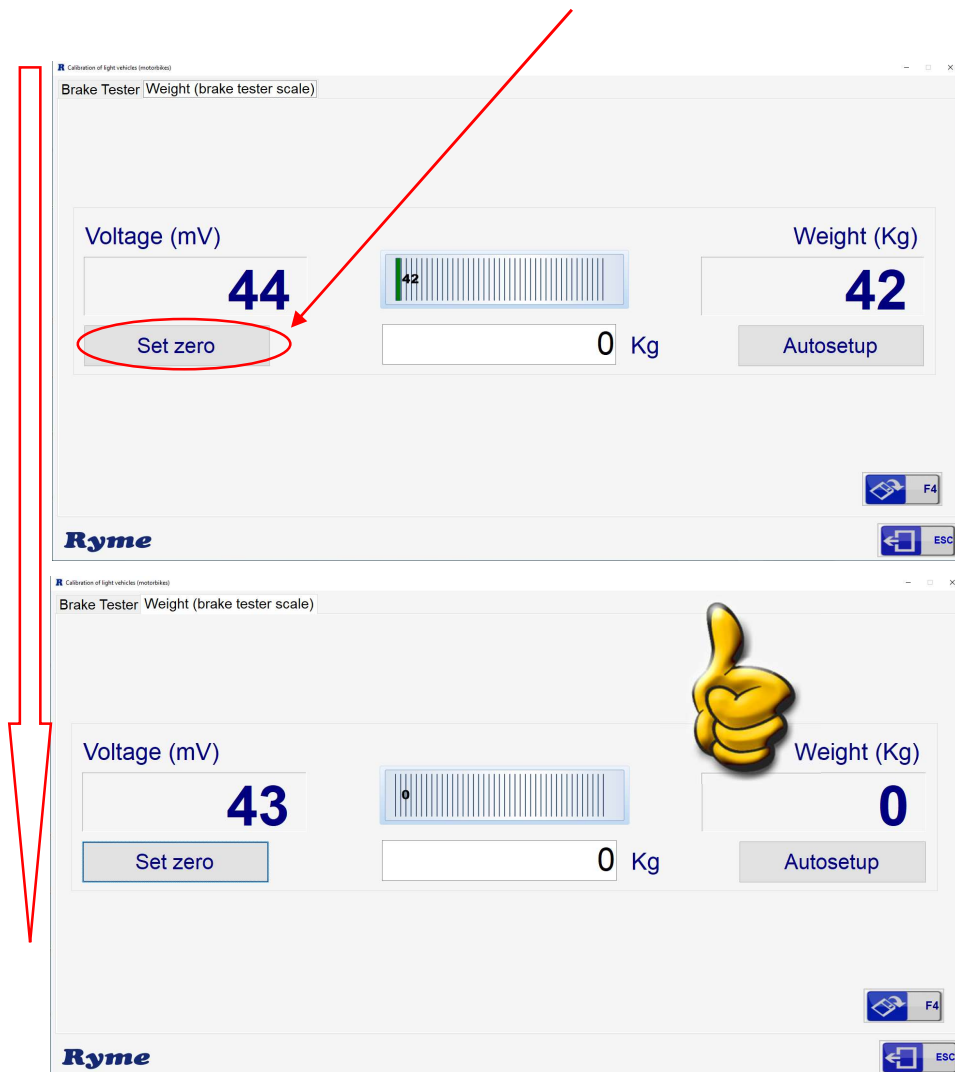 Calibration of light vehicles (motorbikes)
Brake Tester Weight (brake tester scale)
Voltage (mV)
Weight (Kg)
44
42
42
Set zero
0 Kg
Autosetup
F4
Ryme
ESC
Calibration of light vehicles (motorbikes)
Brake Tester Weight (brake tester scale)
Voltage (mV)
Weight (Kg)
43
0
0
Set zero
0 Kg
Autosetup
F4
Ryme
ESC